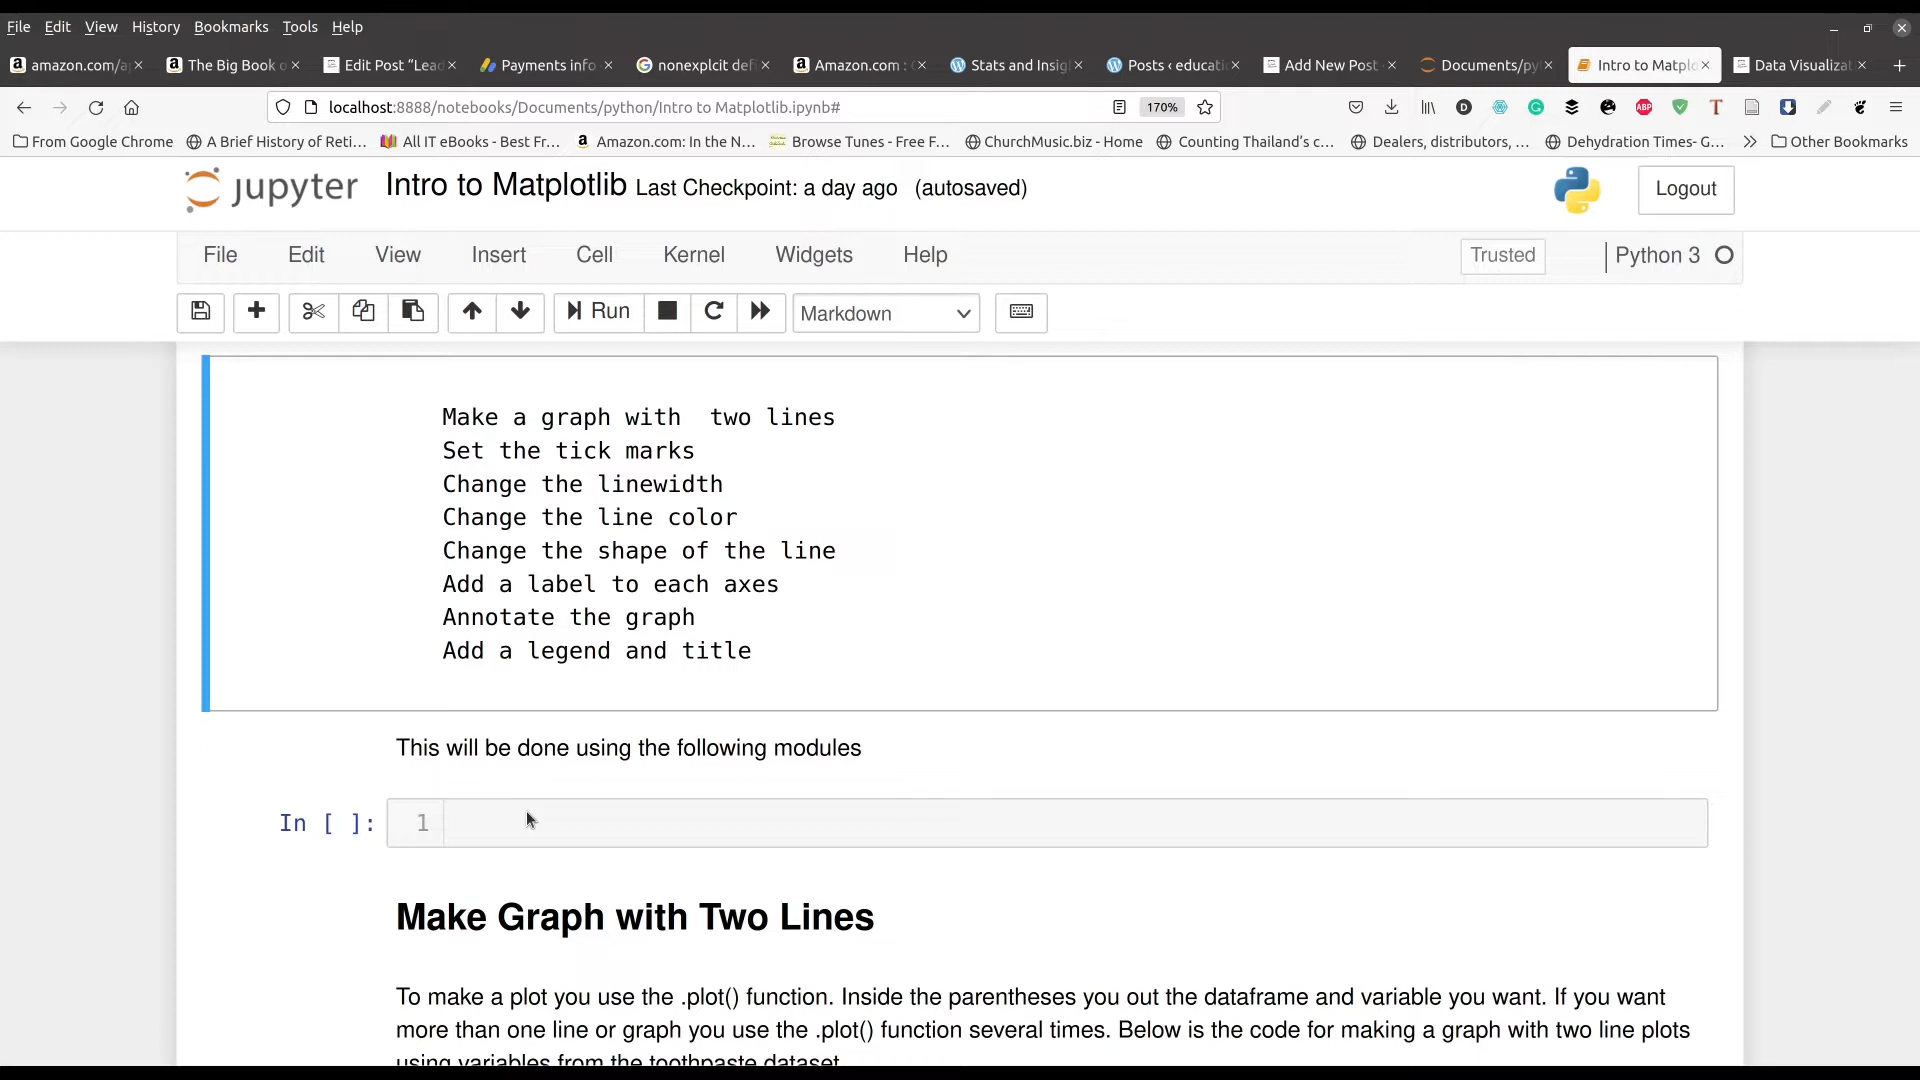 File Edit View History Bookmarks Tools Help
amazon.com/a
The Big Book o
Edit Post “Lead
Payments info
nonexplcit defi
Amazon.com :
Stats and Insig
Posts ‹ educati
Add New Post
Documents/py
Intro to Matplo
Data Visualizat
localhost:8888/notebooks/Documents/python/Intro to Matplotlib.ipynb# 170%
From Google Chrome
A Brief History of Reti...
All IT eBooks - Best Fr...
Amazon.com: In the N...
Browse Tunes - Free F...
ChurchMusic.biz - Home
Counting Thailand’s c...
Dealers, distributors, ...
Dehydration Times- G...
Other Bookmarks
jupyter Intro to Matplotlib Last Checkpoint: a day ago (autosaved) Logout
File Edit View Insert Cell Kernel Widgets Help Trusted Python 3
Run Markdown
Make a graph with  two lines
Set the tick marks
Change the linewidth
Change the line color
Change the shape of the line
Add a label to each axes
Annotate the graph
Add a legend and title
This will be done using the following modules
In [ ]: 1
Make Graph with Two Lines
To make a plot you use the .plot() function. Inside the parentheses you out the dataframe and variable you want. If you want
more than one line or graph you use the .plot() function several times. Below is the code for making a graph with two line plots
using variables from the toothpaste dataset.